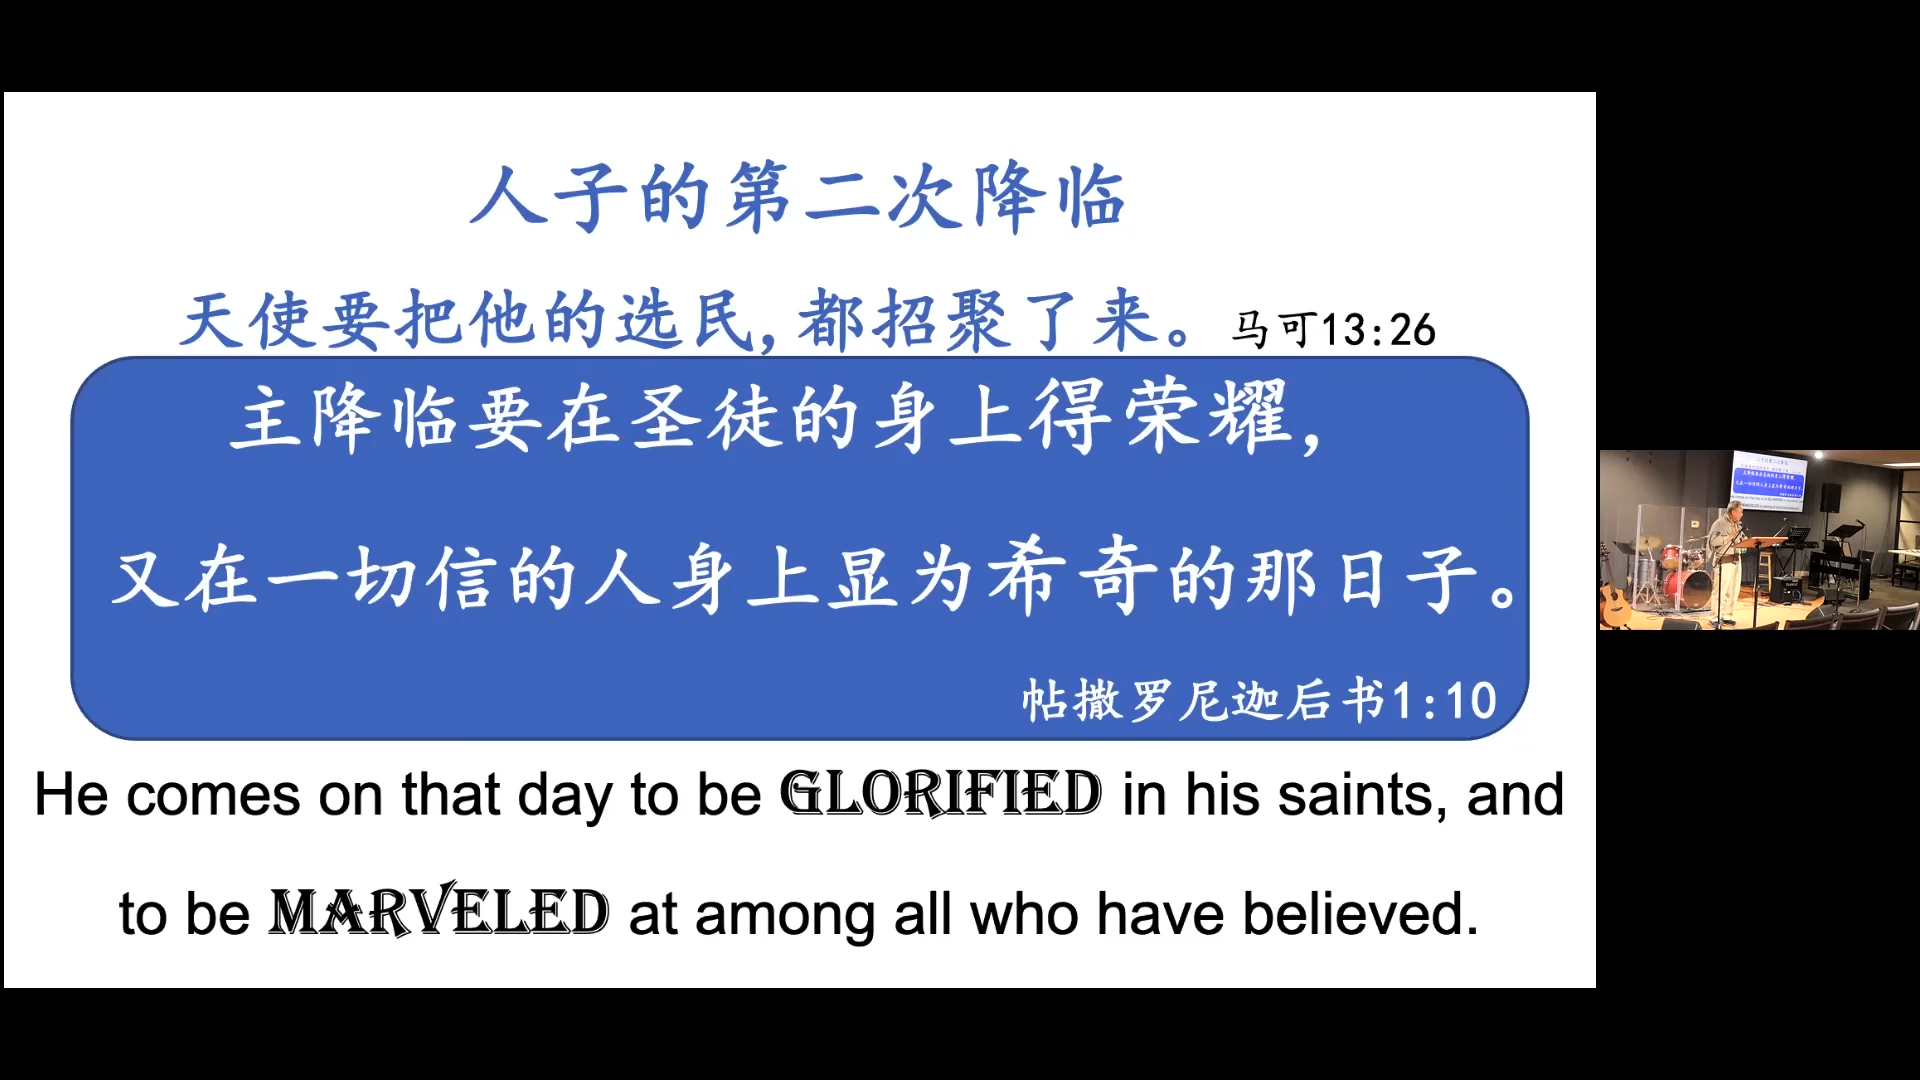 人子的第二次降临
天使要把他的选民,都招聚了来。马可13:26
主降临要在圣徒的身上得荣耀,
又在一切信的人身上显为希奇的那日子。
帖撒罗尼迦后书1:10
He comes on that day to be GLORIFIED in his saints, and
to be MARVELED at among all who have believed.